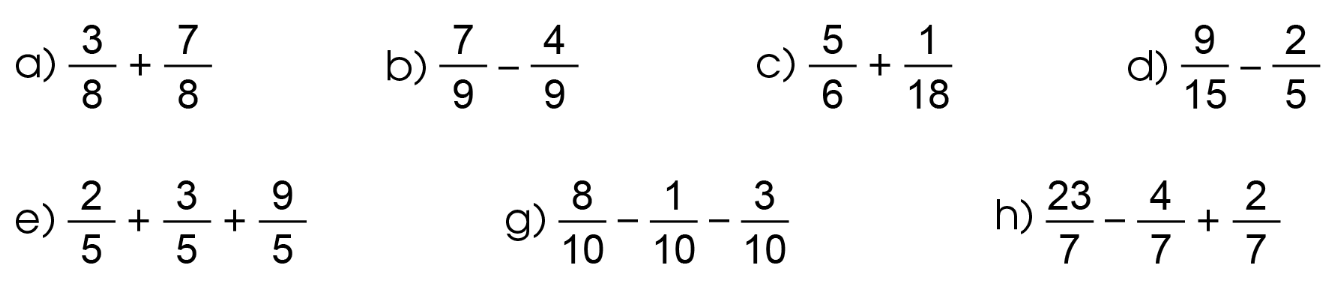 a) 3/8 + 7/8 b) 7/9 – 4/9 c) 5/6 + 1/18 d) 9/15 – 2/5
e) 2/5 + 3/5 + 9/5 g) 8/10 – 1/10 – 3/10 h) 23/7 – 4/7 + 2/7